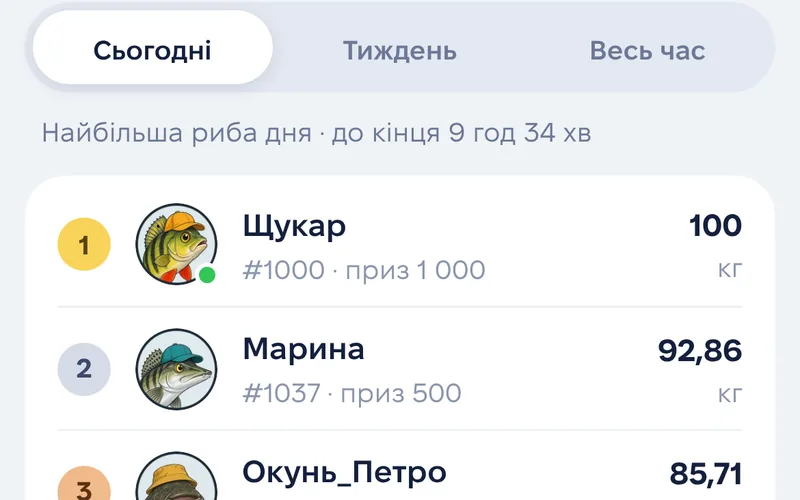 Сьогодні Тиждень Весь час
Найбільша риба дня · до кінця 9 год 34 хв
1 Щукар 100
#1000 · приз 1 000 кг
2 Марина 92,86
#1037 · приз 500 кг
3 Окунь_Петро 85,71